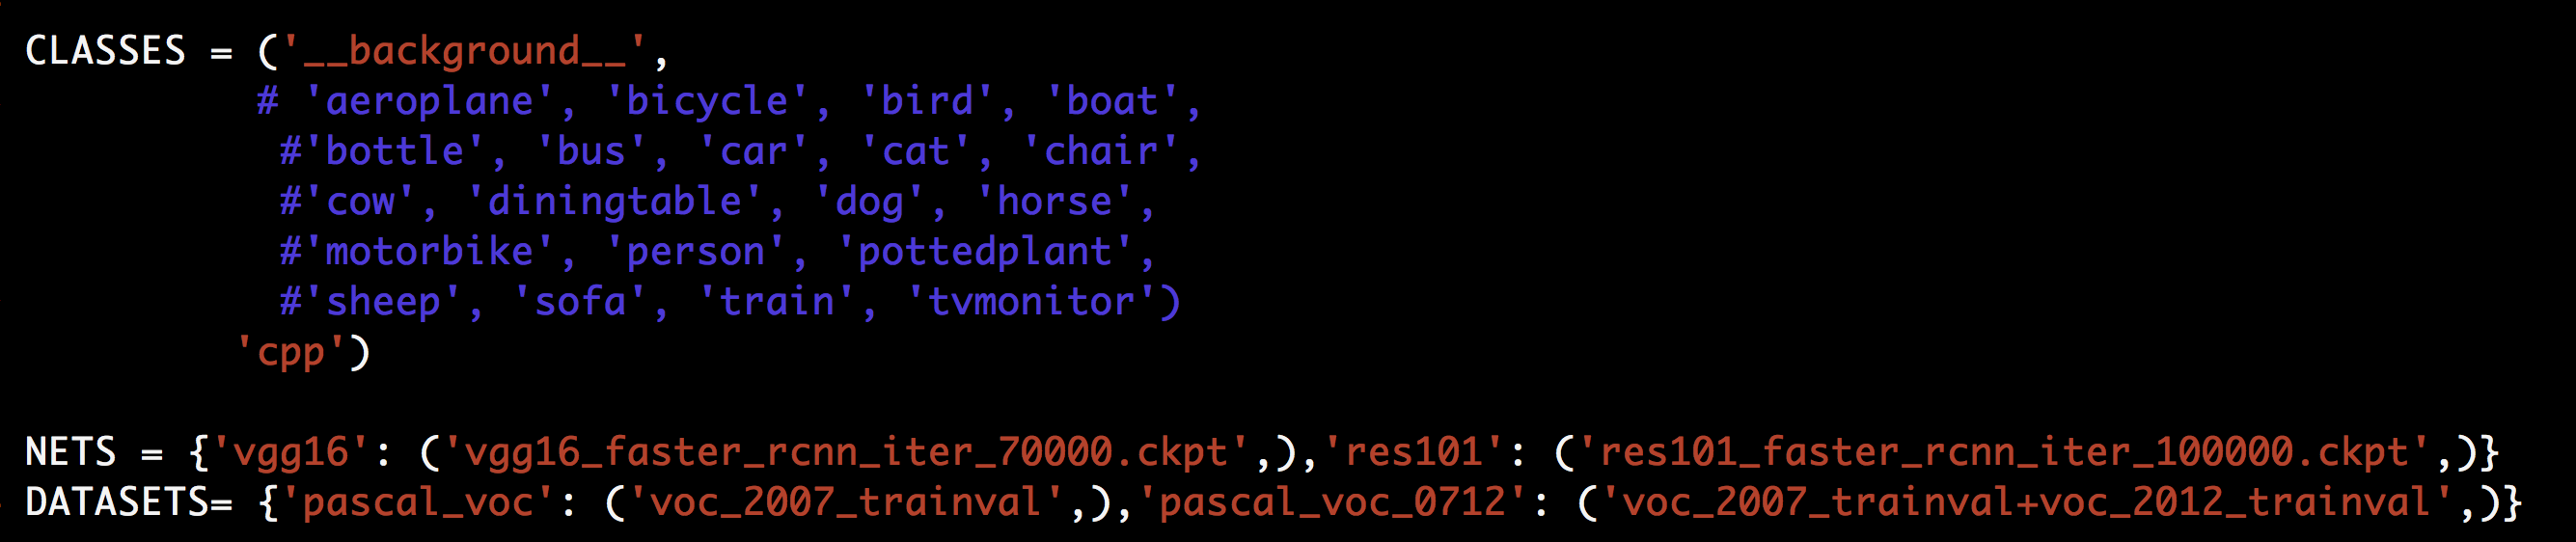 CLASSES = ('__background__',
# 'aeroplane', 'bicycle', 'bird', 'boat',
#'bottle', 'bus', 'car', 'cat', 'chair',
#'cow', 'diningtable', 'dog', 'horse',
#'motorbike', 'person', 'pottedplant',
#'sheep', 'sofa', 'train', 'tvmonitor')
'cpp')
NETS = {'vgg16': ('vgg16_faster_rcnn_iter_70000.ckpt',),'res101': ('res101_faster_rcnn_iter_100000.ckpt',)}
DATASETS= {'pascal_voc': ('voc_2007_trainval',),'pascal_voc_0712': ('voc_2007_trainval+voc_2012_trainval',)}